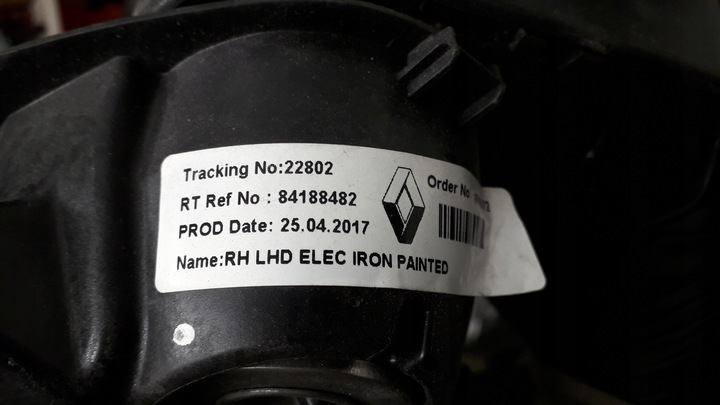 Tracking No:22802
RT Ref No : 84188482
PROD Date: 25.04.2017
Name:RH LHD ELEC IRON PAINTED
Order No